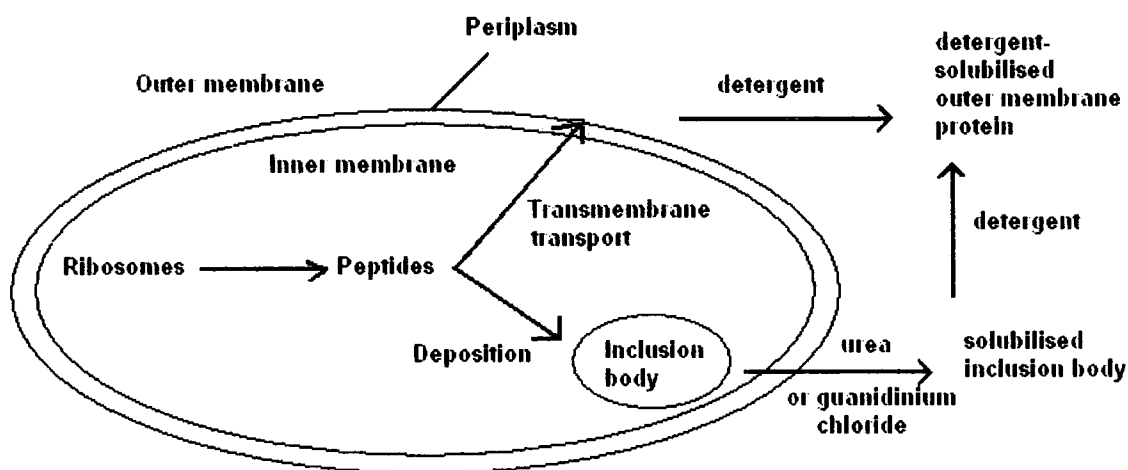 Periplasm
Outer membrane
Inner membrane
detergent
detergent-
solubilised
outer membrane
protein
Transmembrane
transport
detergent
Ribosomes
Peptides
Deposition
Inclusion
body
urea
or guanidinium
chloride
solubilised
inclusion body